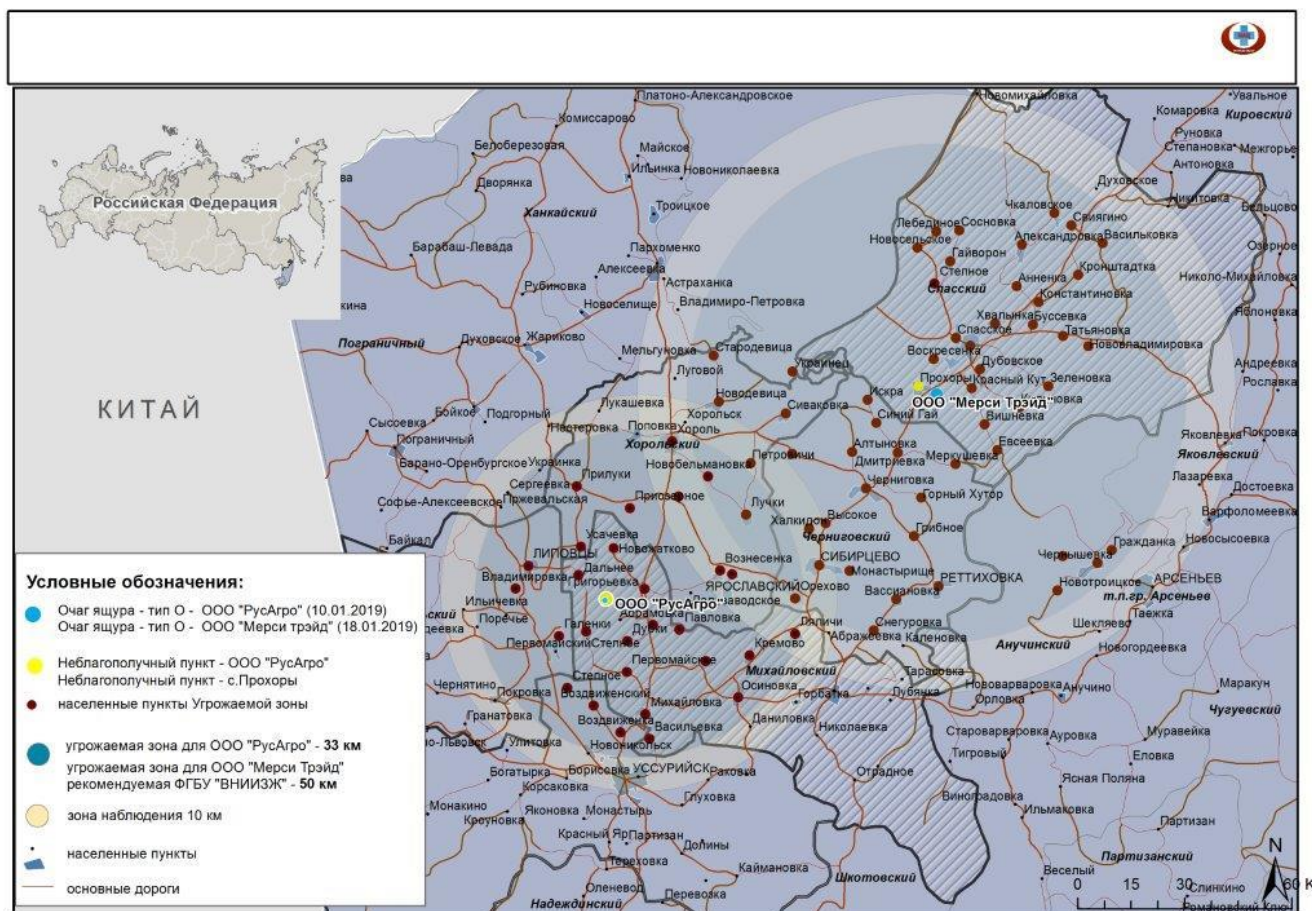 Платоно-Александровское
Новомихайловка
Увальное
Комиссарово
Комаровка Кировский
Белоберезовая
Майское
Руновка
Степановка
Межгорье
Ильинка
Новониколаевка
Антоновка
Дворянка
Духовское
Российская Федерация
Ханкайский
Троицкое
Чкаловское
Никитовка
Бельцово
Лебединое
Сосновка
Свиягино
Новосельское
Александровка
Васильковка
Барабаш-Левада
Пархоменко
Озерное
Гайворон
Алексеевка
Астраханка
Степное
Анненка
Кронштадтка
Николо-Михайловка
Рубиновка
Новоселище
Владимиро-Петровка
Спасский
Константиновка
кина
Хвалынка
Буссевка
Яблоновка
Пограничный
Духовское
Жариково
Спасское
Татьяновка
Мельгуновка
Стародевица
Воскресенка
Нововладимировка
Дубовское
Украинец
Андреевка
Луговой
Прохоры
Красный Кут
Зеленовка
Рославка
КИТАЙ
Новодевица
Искра
ООО "Мерси Трэйд"
Лукашевка
Бойкое
Подгорный
Хорольск
Сиваковка
Синий Гай
Вишневка
Сысоевка
Нестеровка
Поповка
Хороль
Яковлевка
Покровка
Пограничный
Хорольский
Алтыновка
Евсеевка
Яковлевский
Барано-Оренбургское
Украинка
Прилуки
Новобельмановка
Петровичи
Дмитриевка
Меркушевка
Лазаревка
Сергеевка
Черниговка
Достоевка
Софье-Алексеевское
Пржевальская
Приозерное
Лучки
Горный Хутор
Варфоломеевка
Халкидон
Высокое
Байкал
Усачевка
Черниговский
Грибное
Гражданка
Новосысоевка
ЛИПОВЦЫ
Новожатково
Вознесенка
СИБИРЦЕВО
Чернышевка
Владимировка
Дальнее
ЯРОСЛАВСКИЙ
Орехово
Монастырище
РЕТТИХОВКА
Новотроицкое
АРСЕНЬЕВ
т.п.гр. Арсеньев
Ильичевка
ООО "РусАгро"
Вассиановка
Таежка
Поречье
Абрамовка
Павловка
Снегуровка
Шекляево
Галенки
Дубки
Ляличи
Абражеевка
Каленовка
Анучинский
Первомайский
Степное
Кремово
Новогордеевка
Первомайское
Михайловский
Тарасовка
Чернятино
Степное
Осиновка
Нововарваровка
Анучино
Маракун
Покровка
Воздвиженский
Горбатка
Лубянка
Орловка
Чугуевский
Гранатовка
Михайловка
Воздвиженка
Даниловка
Николаевка
Староварваровка
Ауровка
Муравейка
Улитовка
Васильевка
Новоникольск
Тигровый
Еловка
Богатырка
Борисовка
УССУРИЙСК
Раковка
Отрадное
Ясная Поляна
Корсаковка
Монакино
Глуховка
Виноградовка
Яконовка
Монастырь
Ильмаковка
Кроуновка
Красный Яр
Партизан
Партизан
Долины
Партизанский
Тереховка
Каймановка
Шкотовский
Веселый
Оленевод
Перевозка
Слинкино
Надеждинский
Романовский Ключ
N
0 15 30 60 К
Условные обозначения:
Очаг ящура - тип О - ООО "РусАгро" (10.01.2019)
Очаг ящура - тип О - ООО "Мерси трэйд" (18.01.2019)
Неблагополучный пункт - ООО "РусАгро"
Неблагополучный пункт - с.Прохоры
населенные пункты Угрожаемой зоны
угрожаемая зона для ООО "РусАгро" - 33 км
угрожаемая зона для ООО "Мерси Трэйд"
рекомендуемая ФГБУ "ВНИИЗЖ" - 50 км
зона наблюдения 10 км
населенные пункты
основные дороги